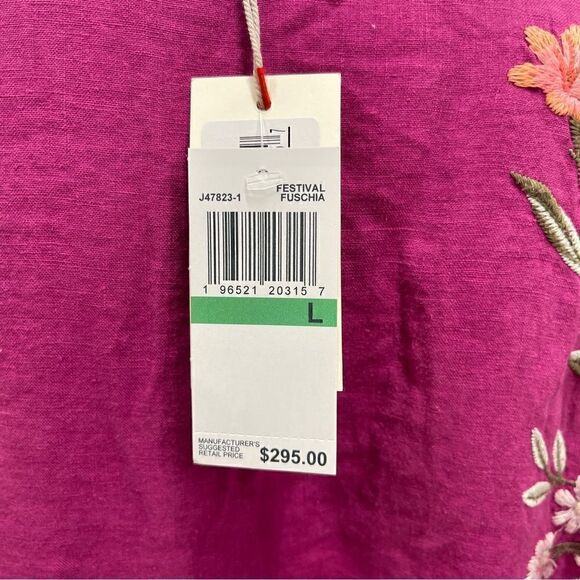 FESTIVAL
J47823-1 FUSCHIA
1 96521 20315 7
L
MANUFACTURER'S
SUGGESTED
RETAIL PRICE $295.00